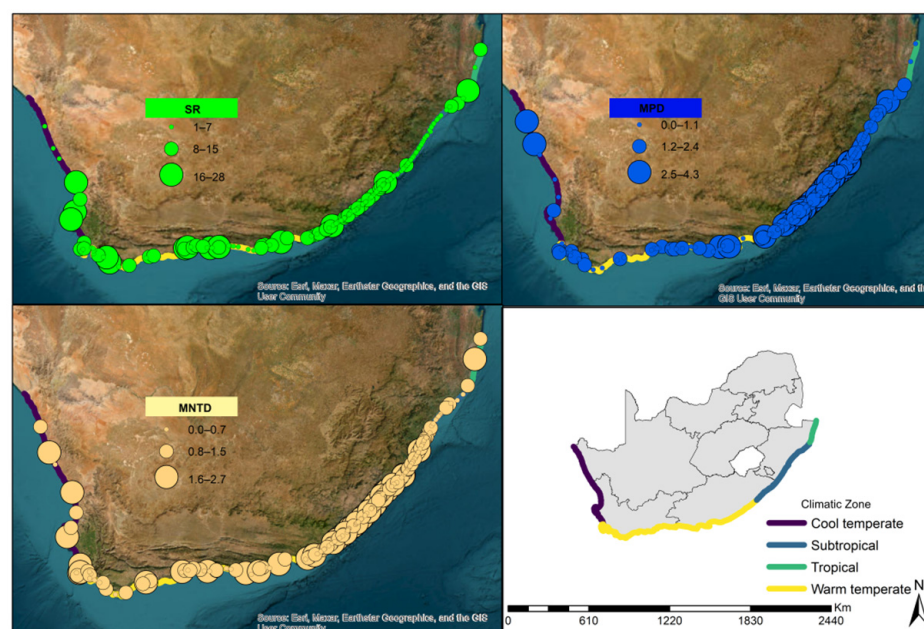 SR
1–7
8–15
16–28
Source: Esri, Maxar, Earthstar Geographics, and the GIS
User Community
MPD
0.0–1.1
1.2–2.4
2.5–4.3
Source: Esri, Maxar, Earthstar Geographics, and the
GIS User Community
MNTD
0.0–0.7
0.8–1.5
1.6–2.7
Source: Esri, Maxar, Earthstar Geographics, and the GIS
User Community
Climatic Zone
Cool temperate
Subtropical
Tropical
Warm temperate
N
Km
0 610 1220 1830 2440